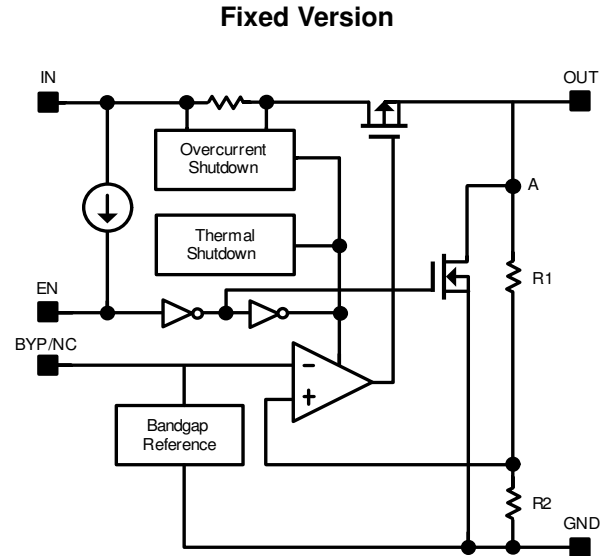 Fixed Version
IN
OUT
Overcurrent
Shutdown
A
Thermal
Shutdown
R1
EN
BYP/NC
−
+
Bandgap
Reference
R2
GND